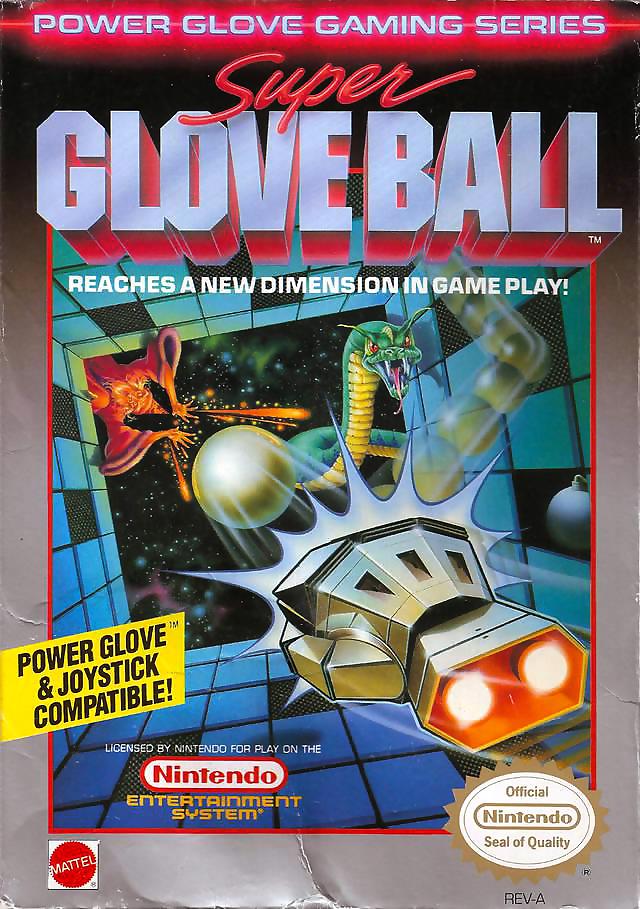 POWER GLOVE GAMING SERIES
Super
GLOVE BALL
TM
REACHES A NEW DIMENSION IN GAME PLAY!
POWER GLOVE™
& JOYSTICK
COMPATIBLE!
LICENSED BY NINTENDO FOR PLAY ON THE
Nintendo
ENTERTAINMENT
SYSTEM®
Official
Nintendo
Seal of Quality
®
MATTEL
®
REV-A